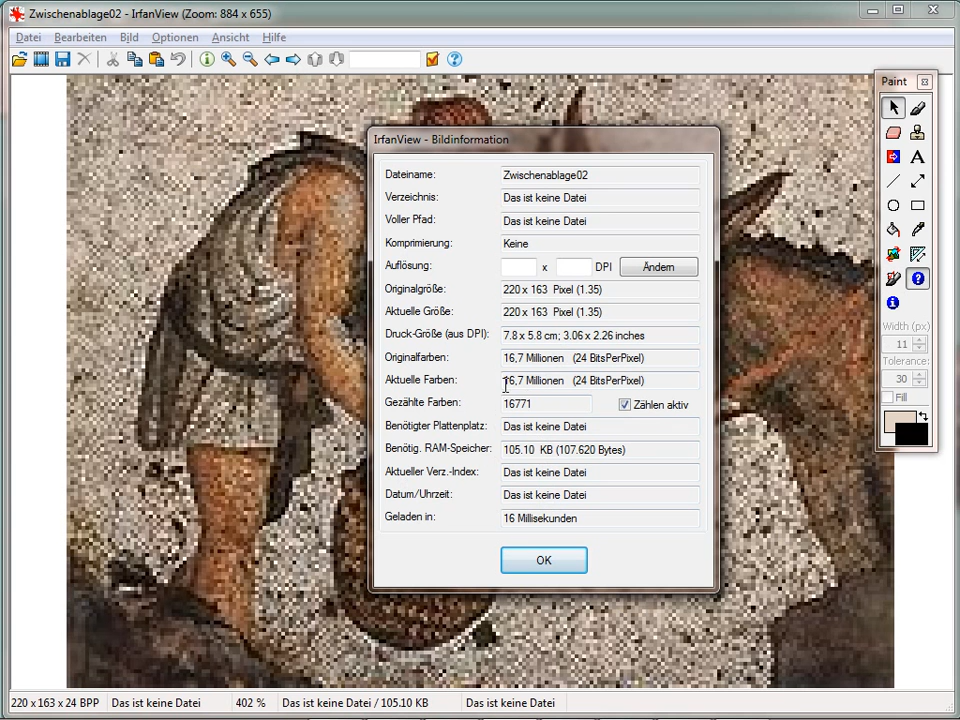 Zwischenablage02 - IrfanView (Zoom: 884 x 655)
Datei Bearbeiten Bild Optionen Ansicht Hilfe
Paint
IrfanView - Bildinformation
Dateiname: Zwischenablage02
Verzeichnis: Das ist keine Datei
Voller Pfad: Das ist keine Datei
Komprimierung: Keine
Auflösung: x DPI Ändern
Originalgröße: 220 x 163 Pixel (1.35)
Aktuelle Größe: 220 x 163 Pixel (1.35)
Druck-Größe (aus DPI): 7.8 x 5.8 cm; 3.06 x 2.26 inches
Originalfarben: 16,7 Millionen (24 BitsPerPixel)
Aktuelle Farben: 16,7 Millionen (24 BitsPerPixel)
Gezählte Farben: 16771 Zählen aktiv
Benötigter Plattenplatz: Das ist keine Datei
Benötig. RAM-Speicher: 105.10 KB (107.620 Bytes)
Aktueller Verz.-Index: Das ist keine Datei
Datum/Uhrzeit: Das ist keine Datei
Geladen in: 16 Millisekunden
OK
Width (px)
11
Tolerance:
30
Fill
220 x 163 x 24 BPP Das ist keine Datei 402 % Das ist keine Datei / 105.10 KB Das ist keine Datei